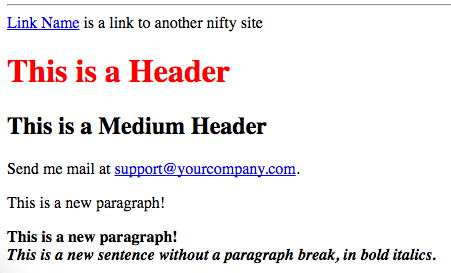 Link Name is a link to another nifty site
This is a Header
This is a Medium Header
Send me mail at support@yourcompany.com.
This is a new paragraph!
This is a new paragraph!
This is a new sentence without a paragraph break, in bold italics.